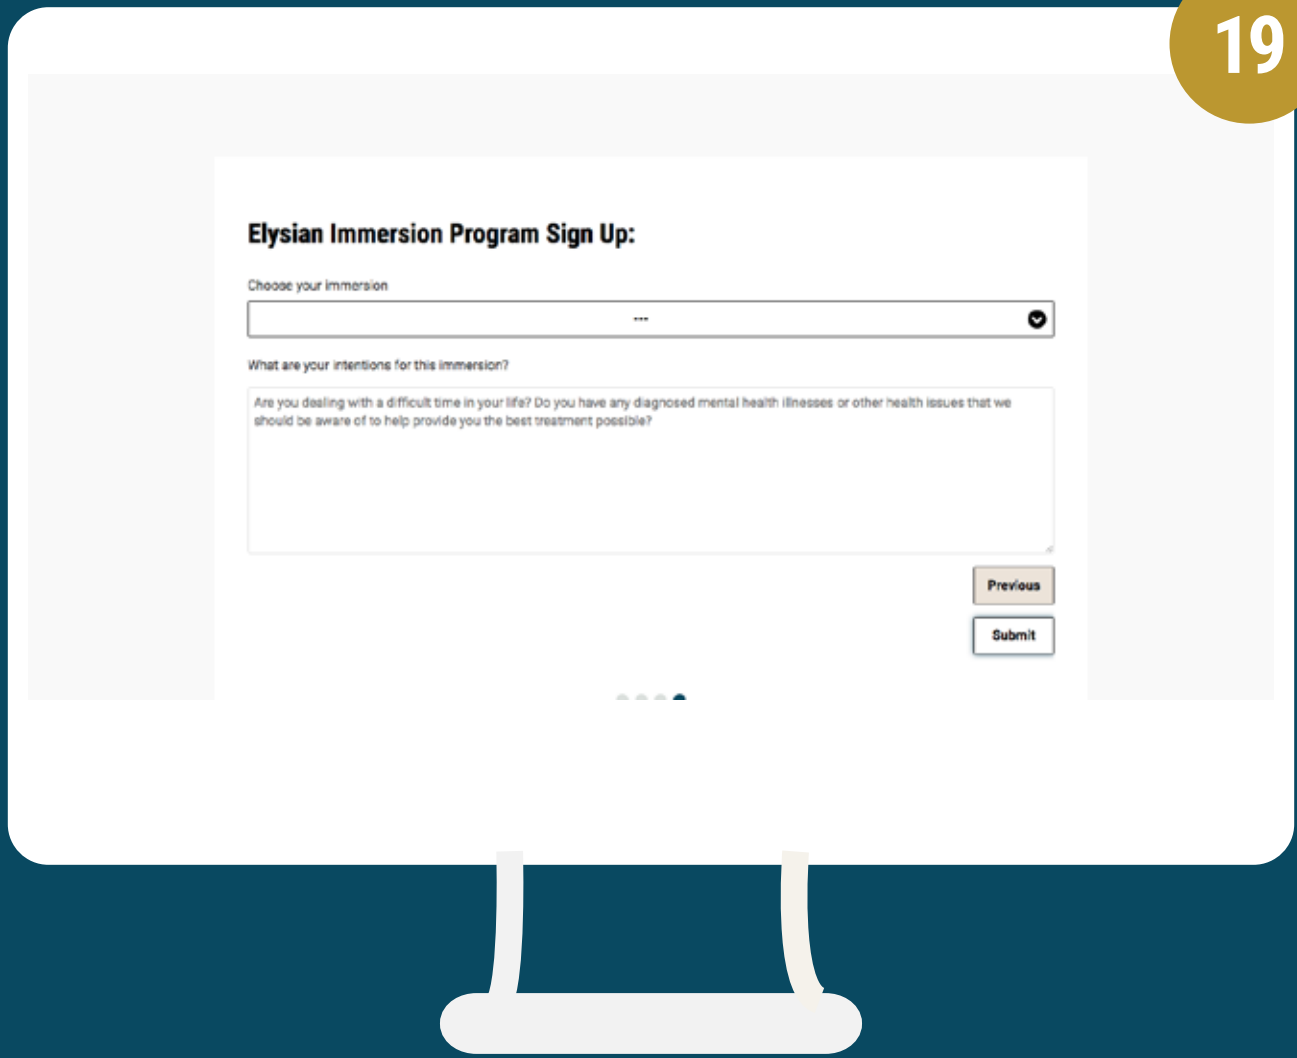 19
Elysian Immersion Program Sign Up:
Choose your immersion
---
What are your intentions for this immersion?
Are you dealing with a difficult time in your life? Do you have any diagnosed mental health illnesses or other health issues that we
should be aware of to help provide you the best treatment possible?
Previous
Submit